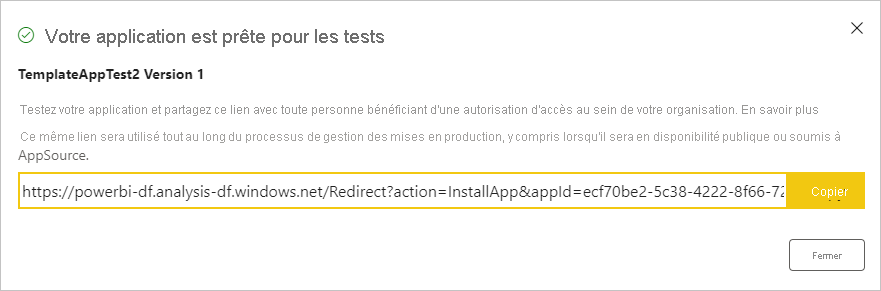 Votre application est prête pour les tests
TemplateAppTest2 Version 1
Testez votre application et partagez ce lien avec toute personne bénéficiant d'une autorisation d'accès au sein de votre organisation. En savoir plus
Ce même lien sera utilisé tout au long du processus de gestion des mises en production, y compris lorsqu'il sera en disponibilité publique ou soumis à
AppSource.
https://powerbi-df.analysis-df.windows.net/Redirect?action=InstallApp&appId=ecf70be2-5c38-4222-8f66-72 Copier
Fermer